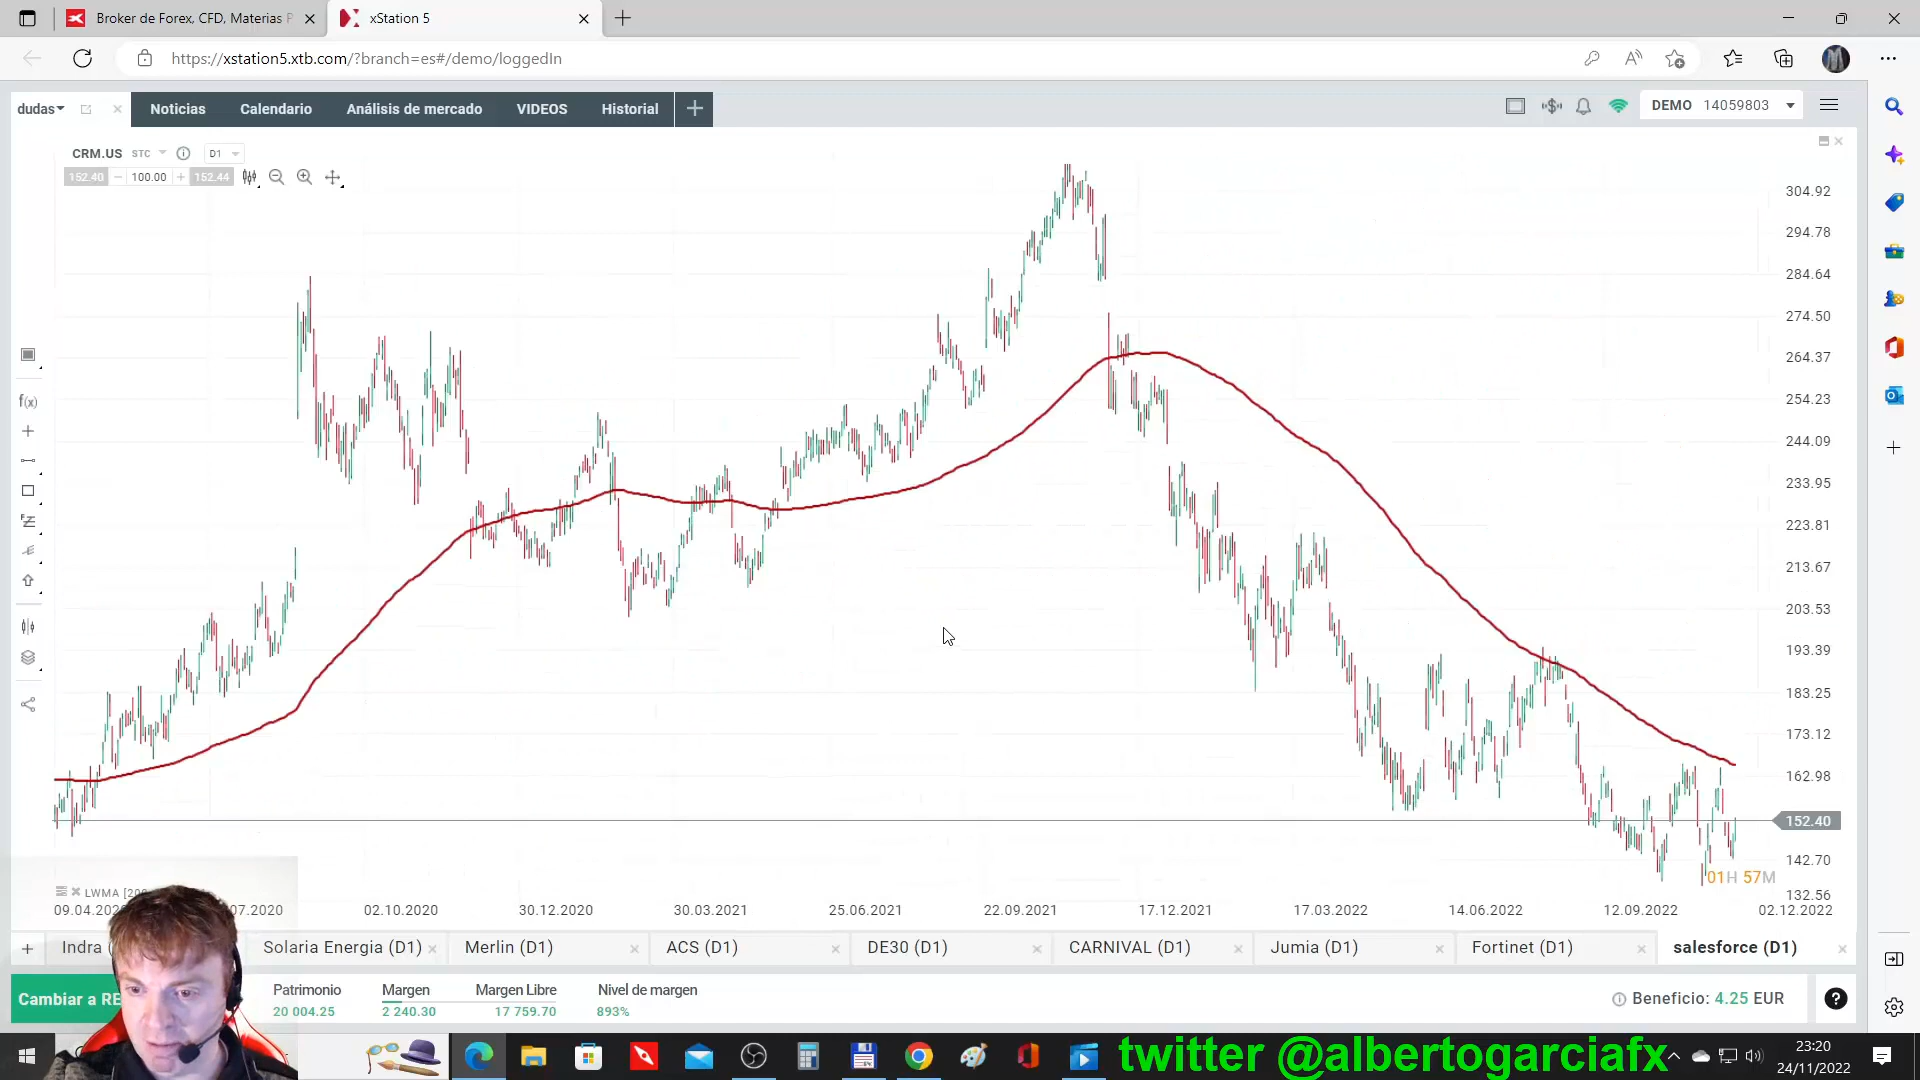 Broker de Forex, CFD, Materias P
xStation 5
https://xstation5.xtb.com/?branch=es#/demo/loggedIn
dudas
Noticias
Calendario
Análisis de mercado
VIDEOS
Historial
DEMO 14059803
CRM.US STC D1
152.40 100.00 152.44
304.92
294.78
284.64
274.50
264.37
254.23
244.09
233.95
223.81
213.67
203.53
193.39
183.25
173.12
162.98
152.40
142.70
132.56
01H 57M
f(x)
LWMA [200
09.04.2020
07.2020
02.10.2020
30.12.2020
30.03.2021
25.06.2021
22.09.2021
17.12.2021
17.03.2022
14.06.2022
12.09.2022
02.12.2022
Indra (
Solaria Energia (D1)
Merlin (D1)
ACS (D1)
DE30 (D1)
CARNIVAL (D1)
Jumia (D1)
Fortinet (D1)
salesforce (D1)
Cambiar a RE
Patrimonio
20 004.25
Margen
2 240.30
Margen Libre
17 759.70
Nivel de margen
893%
Beneficio: 4.25 EUR
twitter @albertogarciafx
23:20
24/11/2022